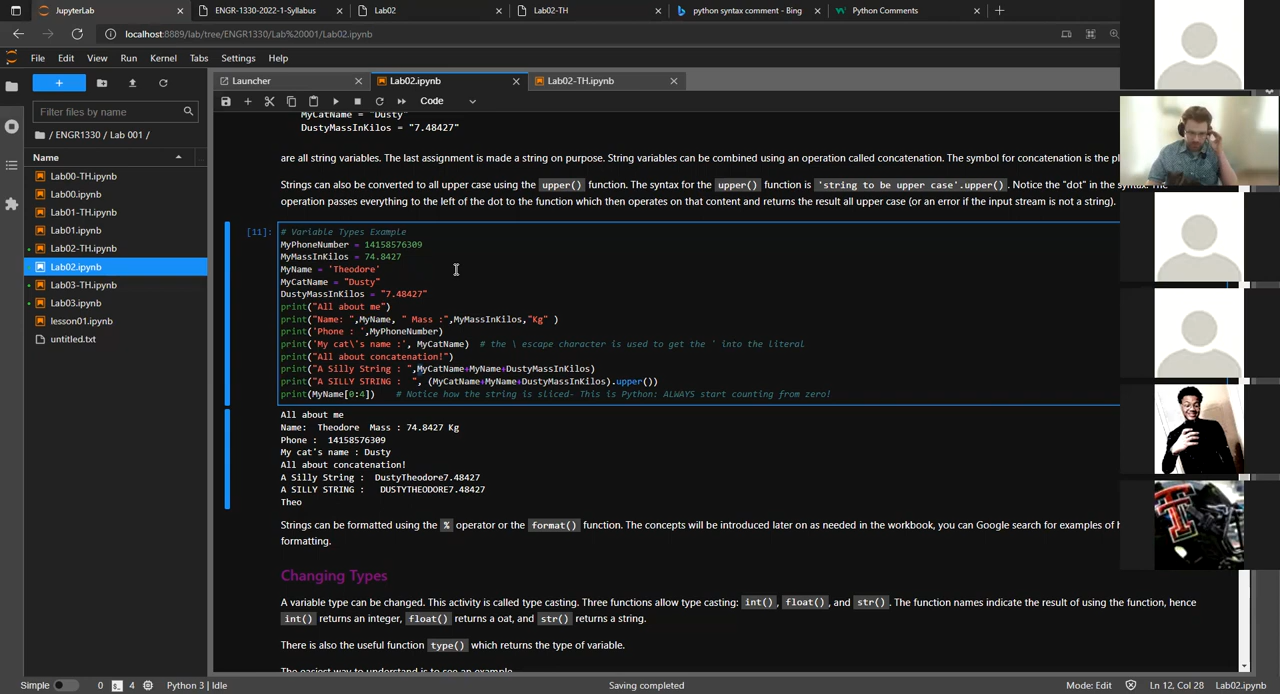 JupyterLab
ENGR-1330-2022-1-Syllabus
Lab02
Lab02-TH
python syntax comment - Bing
Python Comments
localhost:8889/lab/tree/ENGR1330/Lab%20001/Lab02.ipynb
File Edit View Run Kernel Tabs Settings Help
Launcher
Lab02.ipynb
Lab02-TH.ipynb
Code
Filter files by name
/ ENGR1330 / Lab 001 /
Name
Lab00-TH.ipynb
Lab00.ipynb
Lab01-TH.ipynb
Lab01.ipynb
Lab02-TH.ipynb
Lab02.ipynb
Lab03-TH.ipynb
Lab03.ipynb
lesson01.ipynb
untitled.txt
MyCatName = "Dusty"
DustyMassInKilos = "7.48427"
are all string variables. The last assignment is made a string on purpose. String variables can be combined using an operation called concatenation. The symbol for concatenation is the pl
Strings can also be converted to all upper case using the upper() function. The syntax for the upper() function is 'string to be upper case'.upper(). Notice the "dot" in the syntax. The
operation passes everything to the left of the dot to the function which then operates on that content and returns the result all upper case (or an error if the input stream is not a string).
[11]:
# Variable Types Example
MyPhoneNumber = 14158576309
MyMassInKilos = 74.8427
MyName = 'Theodore'
MyCatName = "Dusty"
DustyMassInKilos = "7.48427"
print("All about me")
print("Name: ",MyName, " Mass :",MyMassInKilos,"Kg" )
print('Phone : ',MyPhoneNumber)
print('My cat\'s name :', MyCatName)  # the \ escape character is used to get the ' into the literal
print("All about concatenation!")
print("A Silly String : ",MyCatName+MyName+DustyMassInKilos)
print("A SILLY STRING :  ", (MyCatName+MyName+DustyMassInKilos).upper())
print(MyName[0:4])    # Notice how the string is sliced- This is Python: ALWAYS start counting from zero!
All about me
Name:  Theodore  Mass : 74.8427 Kg
Phone :  14158576309
My cat's name : Dusty
All about concatenation!
A Silly String :  DustyTheodore7.48427
A SILLY STRING :   DUSTYTHEODORE7.48427
Theo
Strings can be formatted using the % operator or the format() function. The concepts will be introduced later on as needed in the workbook, you can Google search for examples of h
formatting.
Changing Types
A variable type can be changed. This activity is called type casting. Three functions allow type casting: int(), float(), and str(). The function names indicate the result of using the function, hence
int() returns an integer, float() returns a oat, and str() returns a string.
There is also the useful function type() which returns the type of variable.
The easiest way to understand is to see an example.
Simple
0
4
Python 3 | Idle
Saving completed
Mode: Edit
Ln 12, Col 28
Lab02.ipynb